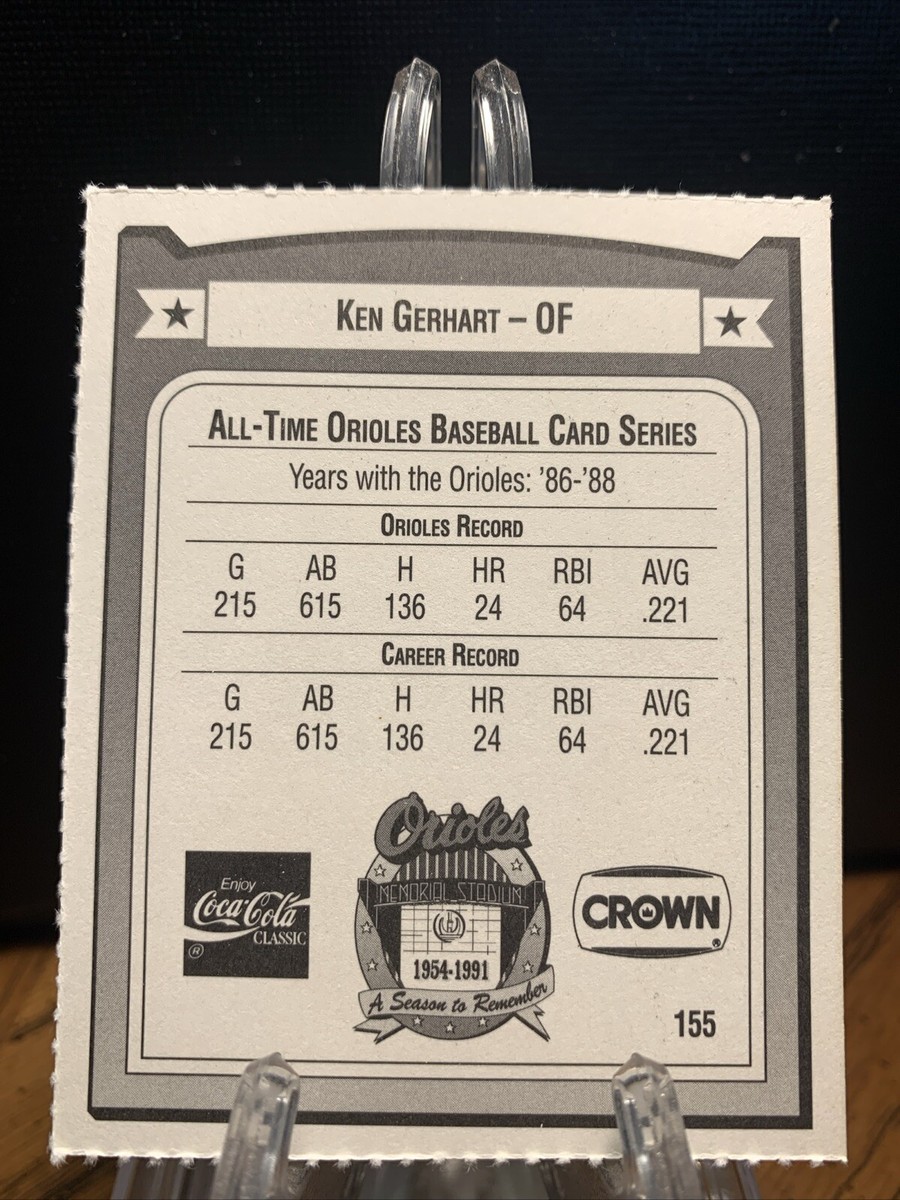 KEN GERHART – OF
ALL-TIME ORIOLES BASEBALL CARD SERIES
Years with the Orioles: '86-'88
ORIOLES RECORD
G AB H HR RBI AVG
215 615 136 24 64 .221
CAREER RECORD
G AB H HR RBI AVG
215 615 136 24 64 .221
Orioles
MEMORIAL STADIUM
1954-1991
A Season to Remember
Enjoy
Coca-Cola
CLASSIC
®
CROWN
®
155